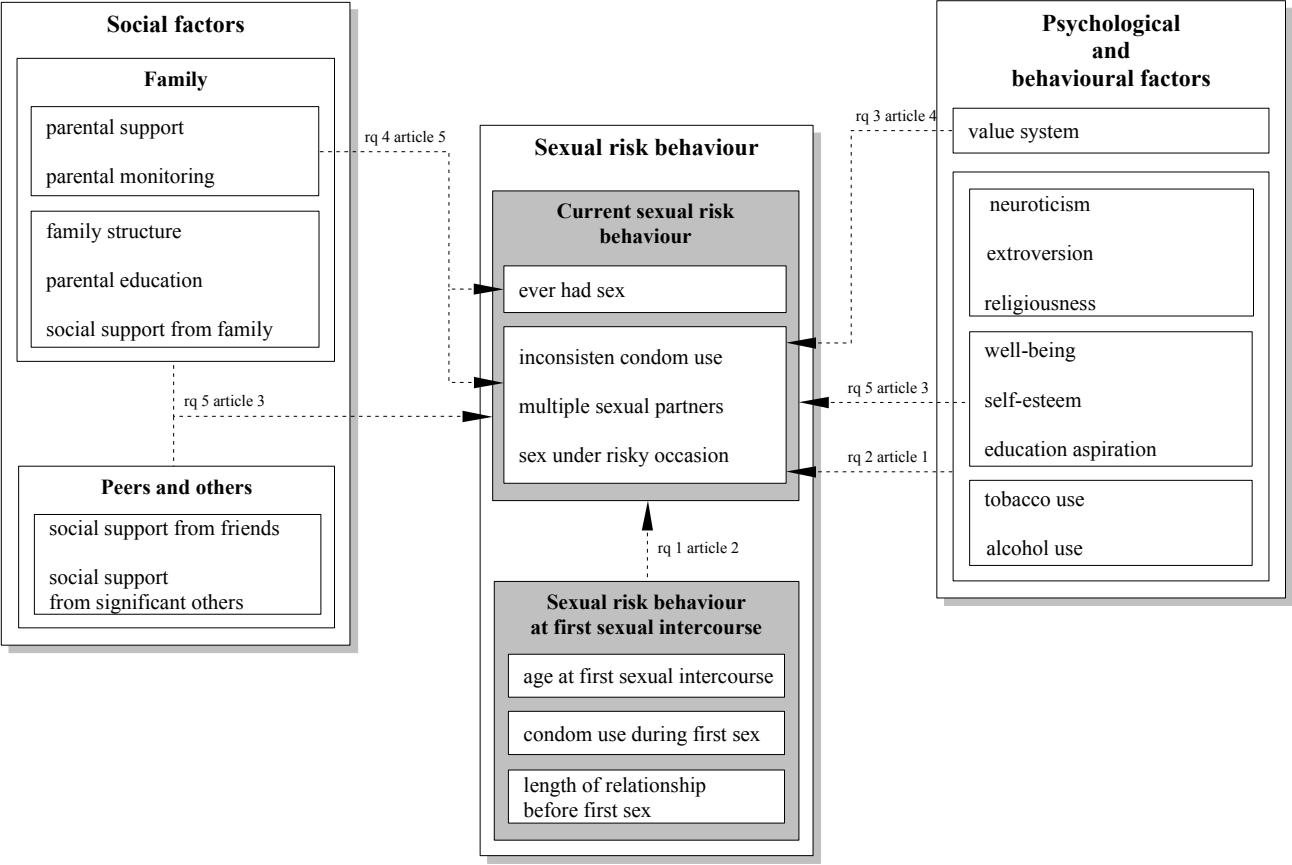 Social factors
Family
parental support
parental monitoring
family structure
parental education
social support from family
rq 5 article 3
Peers and others
social support from friends
social support
from significant others
rq 4 article 5
Sexual risk behaviour
Current sexual risk
behaviour
ever had sex
inconsisten condom use
multiple sexual partners
sex under risky occasion
rq 1 article 2
Sexual risk behaviour
at first sexual intercourse
age at first sexual intercourse
condom use during first sex
length of relationship
before first sex
rq 3 article 4
rq 5 article 3
rq 2 article 1
Psychological
and
behavioural factors
value system
neuroticism
extroversion
religiousness
well-being
self-esteem
education aspiration
tobacco use
alcohol use